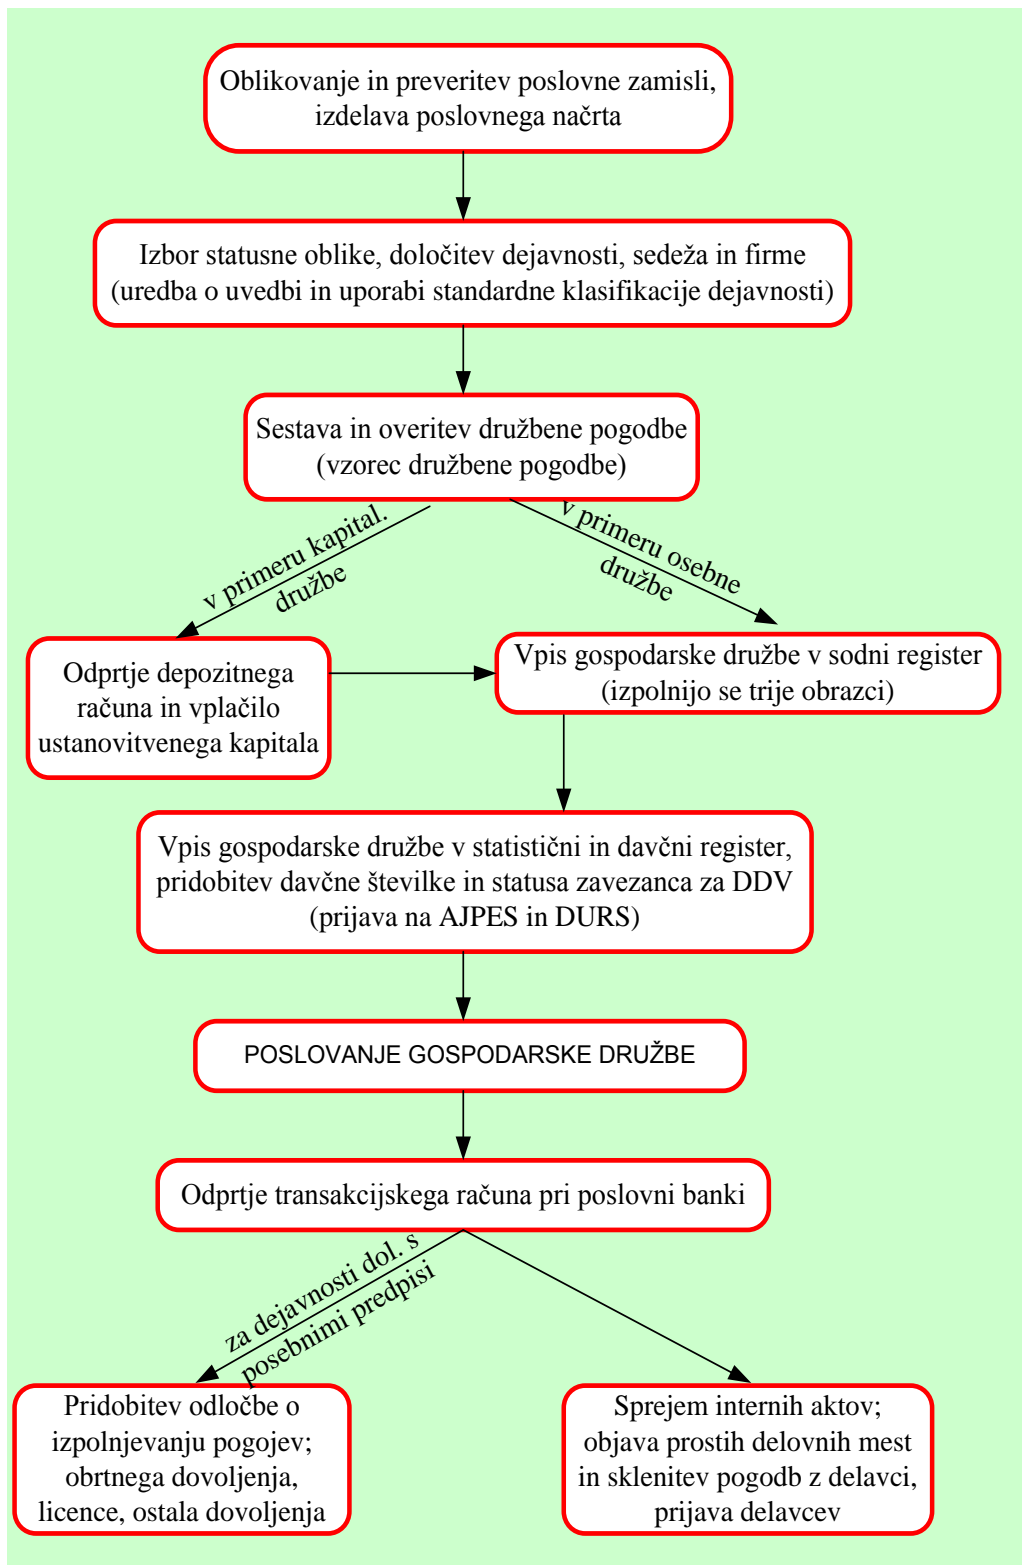 Oblikovanje in preveritev poslovne zamisli,
izdelava poslovnega načrta
Izbor statusne oblike, določitev dejavnosti, sedeža in firme
(uredba o uvedbi in uporabi standardne klasifikacije dejavnosti)
Sestava in overitev družbene pogodbe
(vzorec družbene pogodbe)
v primeru kapital.
družbe
v primeru osebne
družbe
Odprtje depozitnega
računa in vplačilo
ustanovitvenega kapitala
Vpis gospodarske družbe v sodni register
(izpolnijo se trije obrazci)
Vpis gospodarske družbe v statistični in davčni register,
pridobitev davčne številke in statusa zavezanca za DDV
(prijava na AJPES in DURS)
POSLOVANJE GOSPODARSKE DRUŽBE
Odprtje transakcijskega računa pri poslovni banki
za dejavnosti dol. s
posebnimi predpisi
Pridobitev odločbe o
izpolnjevanju pogojev;
obrtnega dovoljenja,
licence, ostala dovoljenja
Sprejem internih aktov;
objava prostih delovnih mest
in sklenitev pogodb z delavci,
prijava delavcev